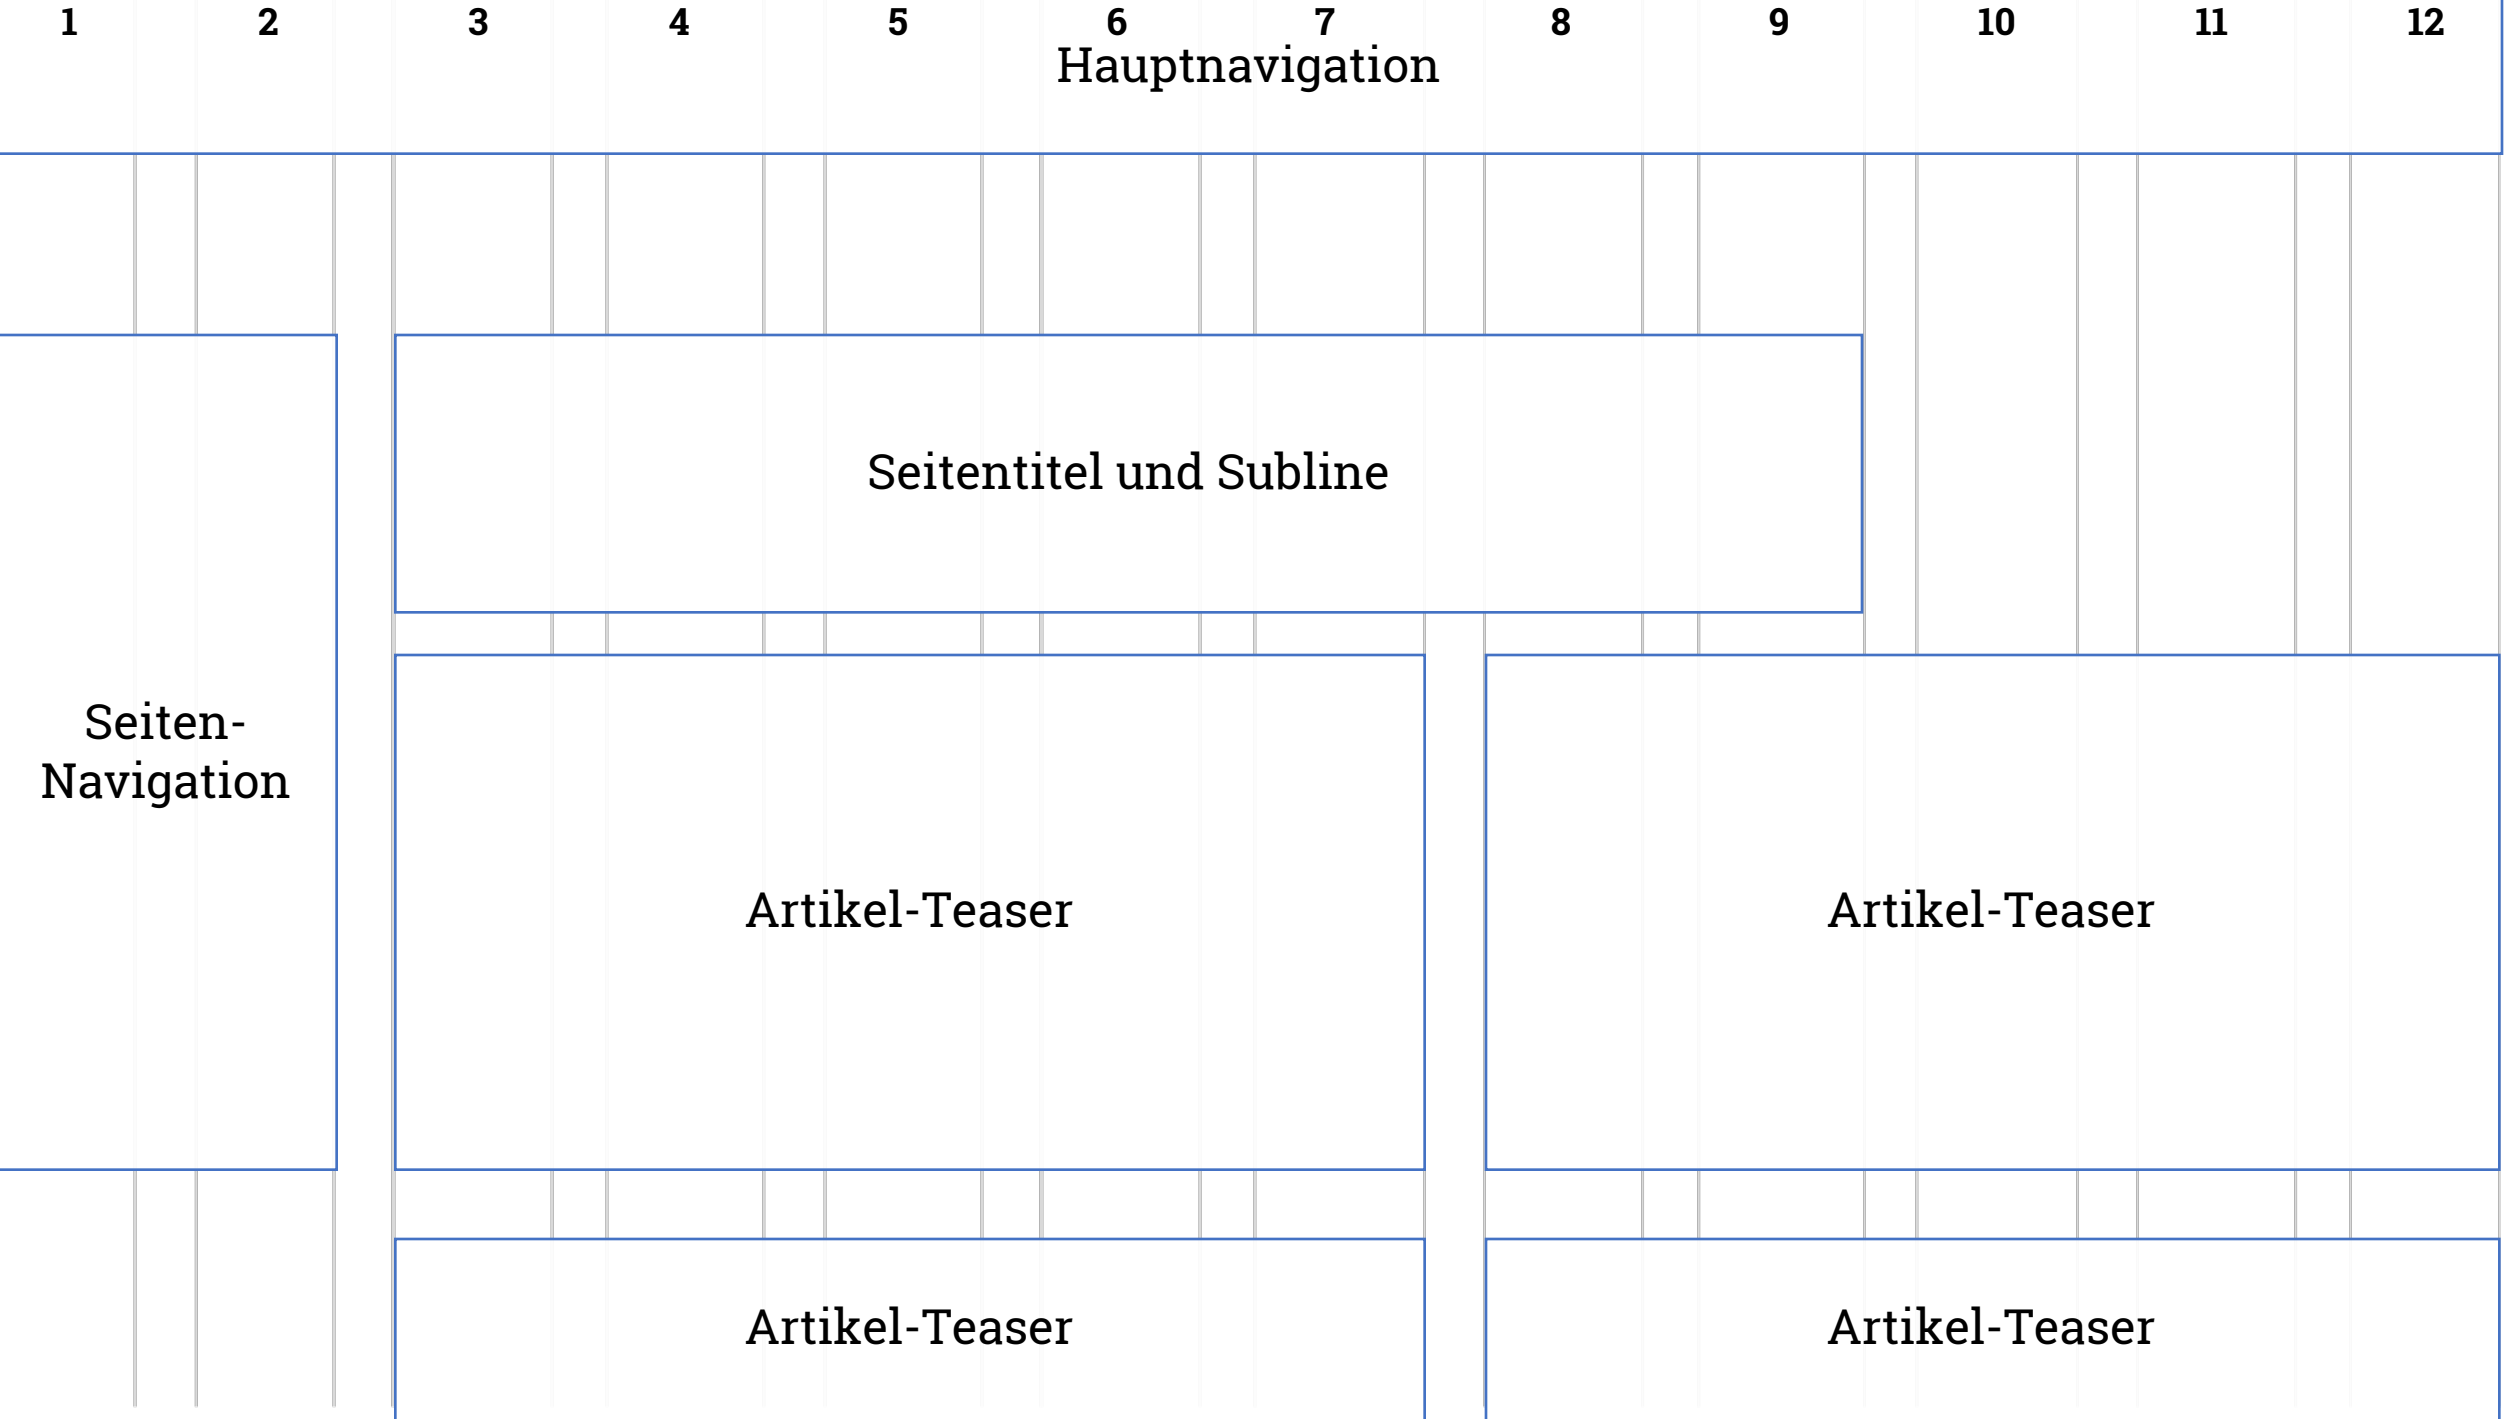 1 2 3 4 5 6 7 8 9 10 11 12
Hauptnavigation
Seitentitel und Subline
Seiten-
Navigation
Artikel-Teaser
Artikel-Teaser
Artikel-Teaser
Artikel-Teaser